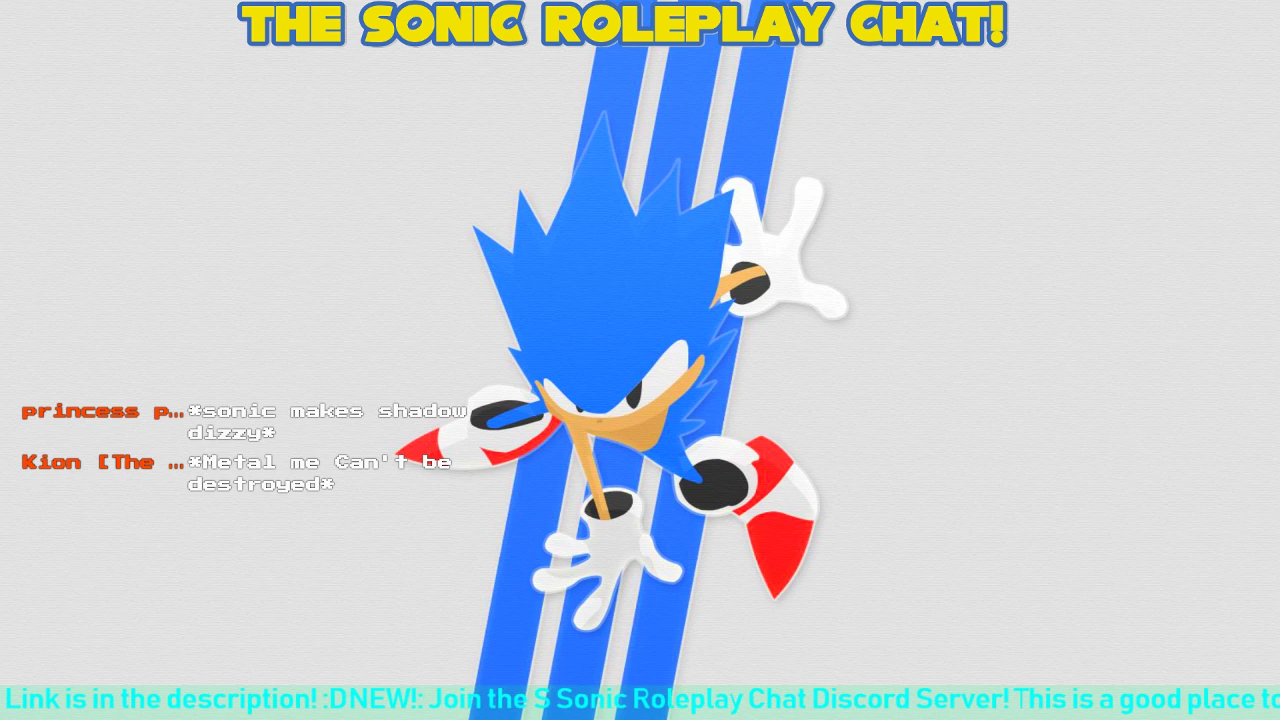 THE SONIC ROLEPLAY CHAT!
princess p... *sonic makes shadow
dizzy*
Kion [The ... *Metal me Can't be
destroyed*
Link is in the description! :DNEW!: Join the S Sonic Roleplay Chat Discord Server! This is a good place to